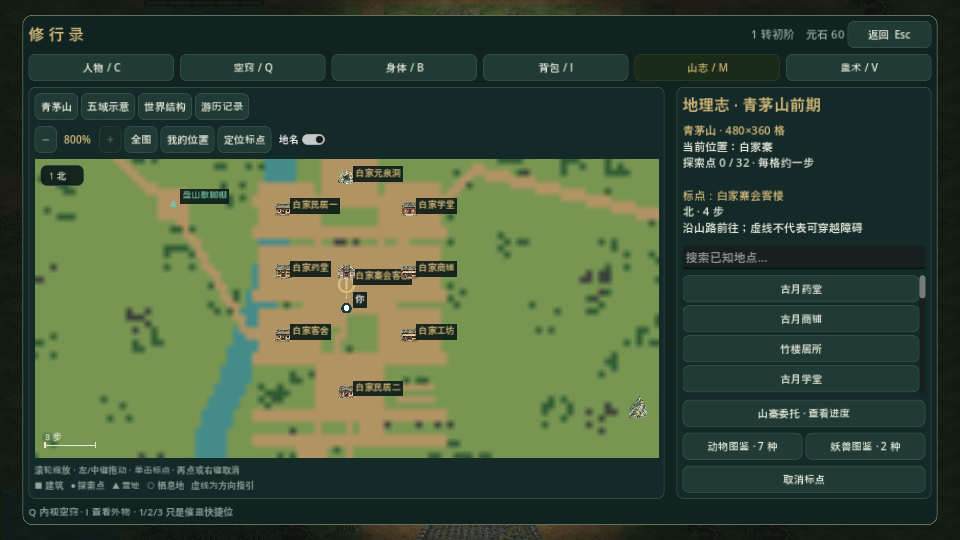 修行录
1 转初阶 元石 60 返回 Esc
人物 / C 空窍 / Q 身体 / B 背包 / I 山志 / M 蛊术 / V
青茅山 五域示意 世界结构 游历记录
− 800% + 全图 我的位置 定位标点 地名
↑北
白家元泉洞
盘山歇脚棚
白家民居一 白家学堂
白家药堂 白家寨会客 白家商铺
你
白家客舍 白家工坊
白家民居二
8 步
滚轮缩放 · 左/中键拖动 · 单击标点 · 再点或右键取消
■ 建筑 ● 探索点 ▲ 营地 ○ 栖息地 虚线为方向指引
地理志 · 青茅山前期
青茅山 · 480×360 格
当前位置：白家寨
探索点 0 / 32 · 每格约一步
标点：白家寨会客楼
北 · 4 步
沿山路前往；虚线不代表可穿越障碍
搜索已知地点…
古月药堂
古月商铺
竹楼居所
古月学堂
山寨委托 · 查看进度
动物图鉴 · 7 种 妖兽图鉴 · 2 种
取消标点
Q 内视空窍 · I 查看外物 · 1/2/3 只是催蛊快捷位